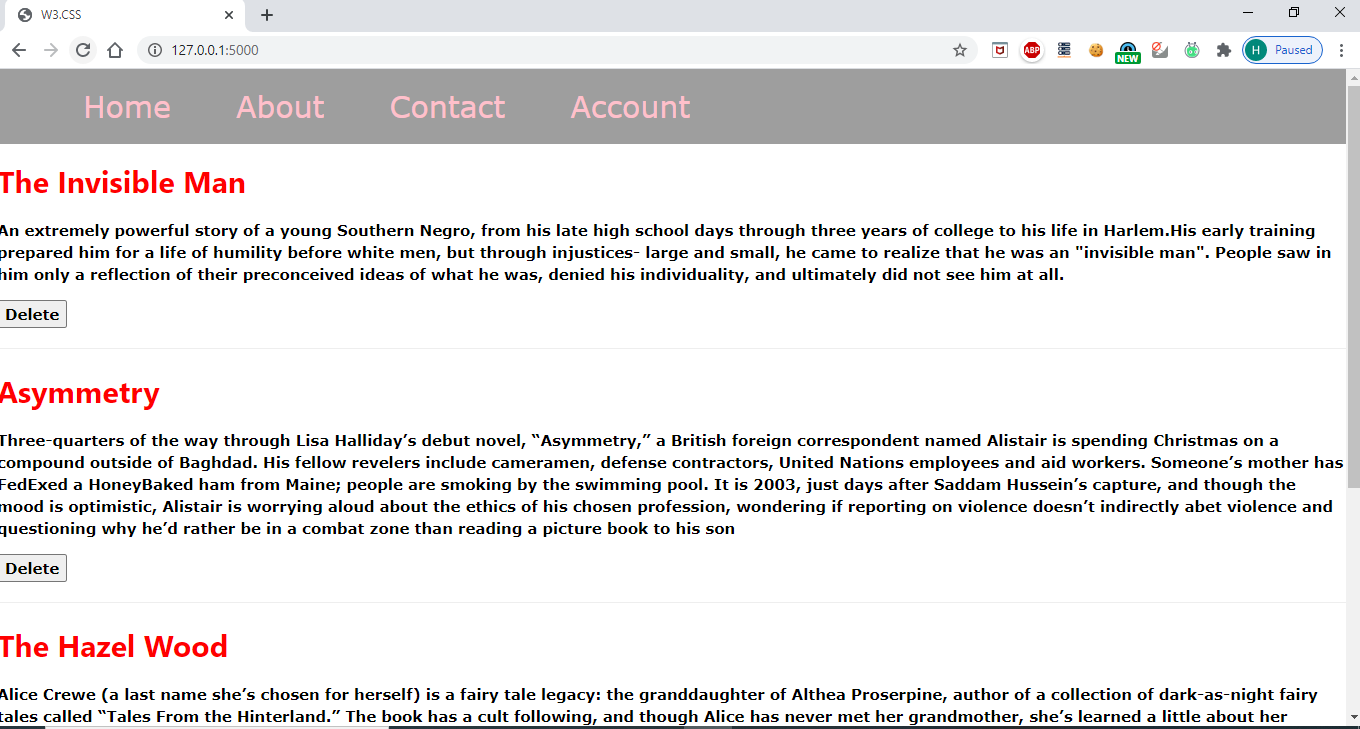 W3.CSS
127.0.0.1:5000
ABP
NEW
H Paused
Home About Contact Account
The Invisible Man
An extremely powerful story of a young Southern Negro, from his late high school days through three years of college to his life in Harlem.His early training
prepared him for a life of humility before white men, but through injustices- large and small, he came to realize that he was an "invisible man". People saw in
him only a reflection of their preconceived ideas of what he was, denied his individuality, and ultimately did not see him at all.
Delete
Asymmetry
Three-quarters of the way through Lisa Halliday’s debut novel, “Asymmetry,” a British foreign correspondent named Alistair is spending Christmas on a
compound outside of Baghdad. His fellow revelers include cameramen, defense contractors, United Nations employees and aid workers. Someone’s mother has
FedExed a HoneyBaked ham from Maine; people are smoking by the swimming pool. It is 2003, just days after Saddam Hussein’s capture, and though the
mood is optimistic, Alistair is worrying aloud about the ethics of his chosen profession, wondering if reporting on violence doesn’t indirectly abet violence and
questioning why he’d rather be in a combat zone than reading a picture book to his son
Delete
The Hazel Wood
Alice Crewe (a last name she’s chosen for herself) is a fairy tale legacy: the granddaughter of Althea Proserpine, author of a collection of dark-as-night fairy
tales called “Tales From the Hinterland.” The book has a cult following, and though Alice has never met her grandmother, she’s learned a little about her